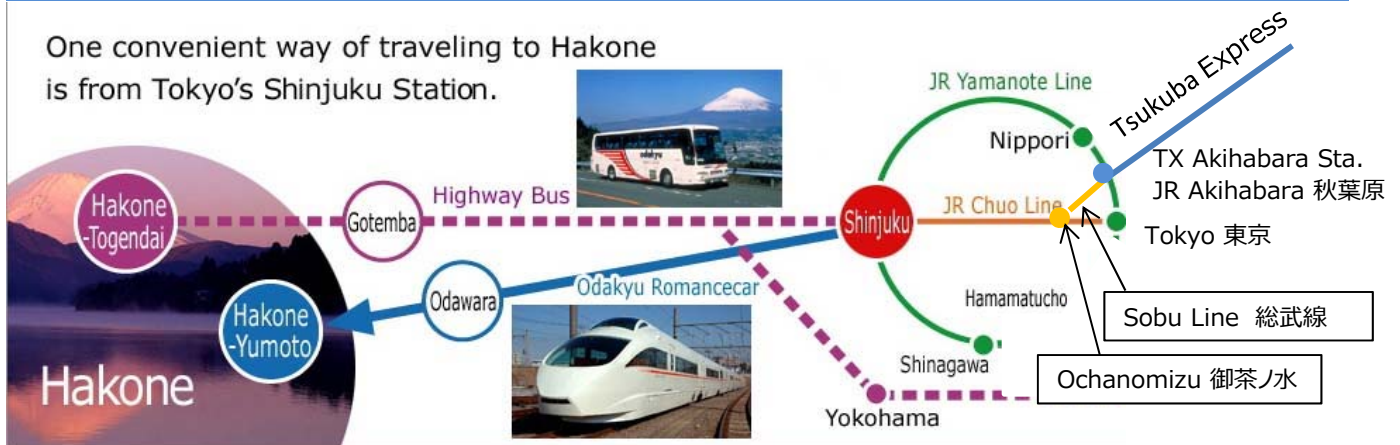 One convenient way of traveling to Hakone
is from Tokyo's Shinjuku Station.
JR Yamanote Line
Tsukuba Express
Nippori
TX Akihabara Sta.
JR Akihabara 秋葉原
Hakone
-Togendai
Gotemba
Highway Bus
odakyu
Shinjuku
JR Chuo Line
Tokyo 東京
Hakone
-Yumoto
Odawara
Odakyu Romancecar
Hamamatucho
Sobu Line 総武線
Shinagawa
Ochanomizu 御茶ノ水
Hakone
Yokohama